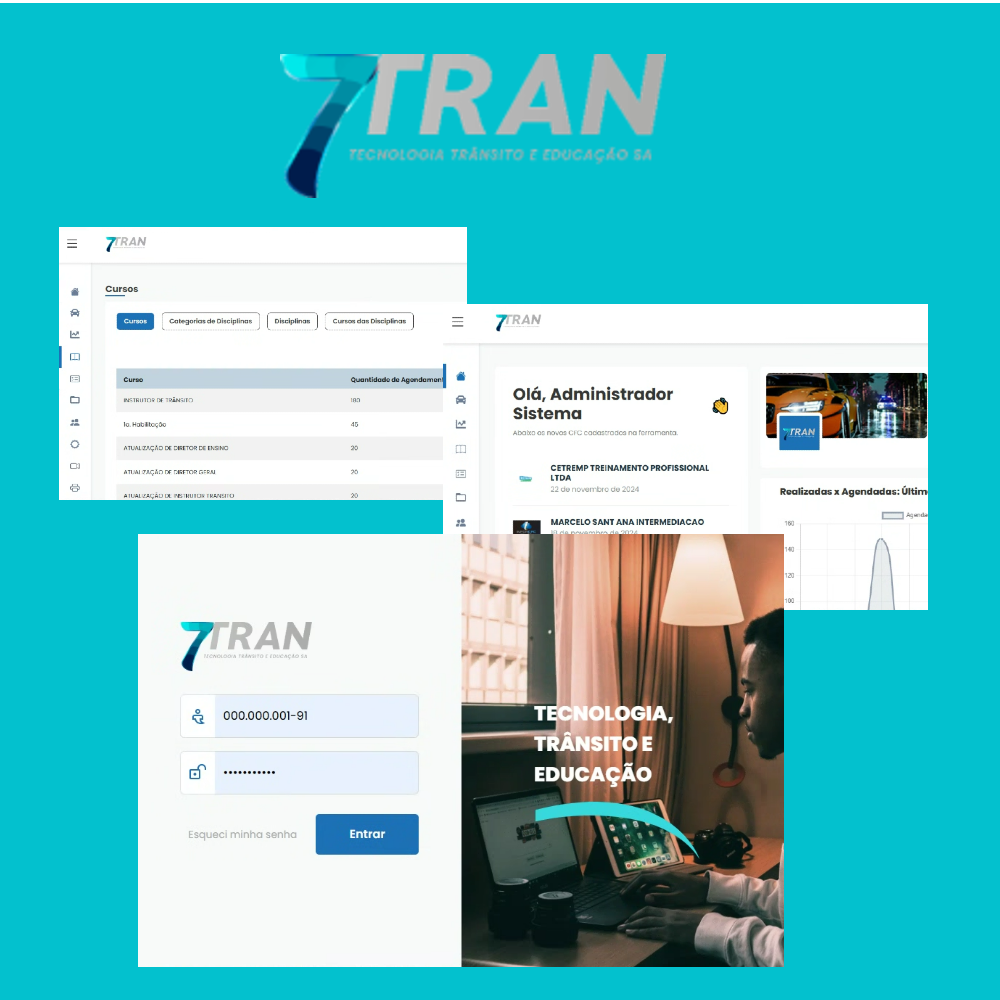 7TRAN
TECNOLOGIA TRÂNSITO E EDUCAÇÃO SA
7TRAN
Cursos
Cursos
Categorias de Disciplinas
Disciplinas
Cursos das Disciplinas
Curso
Quantidade de Agendament
INSTRUTOR DE TRÂNSITO
180
1a. Habilitação
45
ATUALIZAÇÃO DE DIRETOR DE ENSINO
20
ATUALIZAÇÃO DE DIRETOR GERAL
20
ATUALIZAÇÃO DE INSTRUTOR TRANSITO
20
7TRAN
Olá, Administrador
Sistema
Abaixo os novos CFC cadastrados na ferramenta.
CETREMP TREINAMENTO PROFISSIONAL
LTDA
22 de novembro de 2024
MARCELO SANT ANA INTERMEDIACAO
de novembro de 2024
7TRAN
Realizadas x Agendadas: Últim
Agenda
160
140
120
100
7TRAN
TECNOLOGIA TRÂNSITO E EDUCAÇÃO SA
000.000.001-91
•••••••••••
Esqueci minha senha
Entrar
TECNOLOGIA,
TRÂNSITO E
EDUCAÇÃO